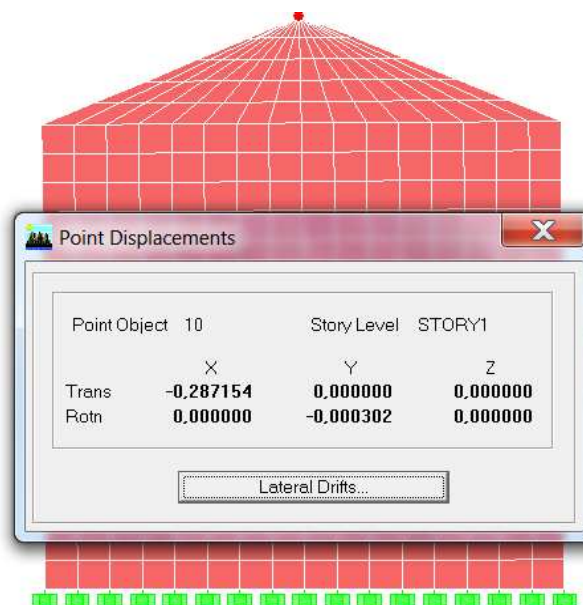 Point Displacements
Point Object 10 Story Level STORY1
X Y Z
Trans -0,287154 0,000000 0,000000
Rotn 0,000000 -0,000302 0,000000
Lateral Drifts...